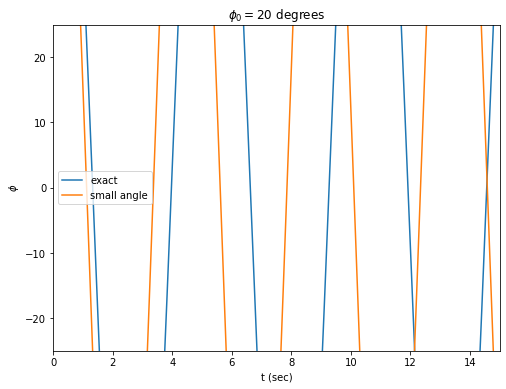 ϕ₀ = 20 degrees
20
10
0
−10
−20
ϕ
exact
small angle
0 2 4 6 8 10 12 14
t (sec)